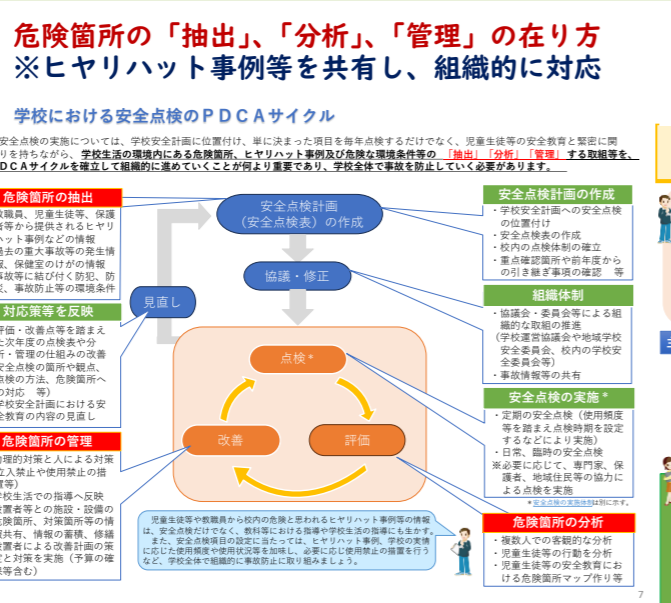 危険箇所の「抽出」、「分析」、「管理」の在り方
※ヒヤリハット事例等を共有し、組織的に対応
学校における安全点検のＰＤＣＡサイクル
安全点検の実施については、学校安全計画に位置付け、単に決まった項目を毎年点検するだけでなく、児童生徒等の安全教育と緊密に関
りを持ちながら、学校生活の環境内にある危険箇所、ヒヤリハット事例及び危険な環境条件等の「抽出」「分析」「管理」する取組等を、
ＤＣＡサイクルを確立して組織的に進めていくことが何より重要であり、学校全体で事故を防止していく必要があります。
危険箇所の抽出
教職員、児童生徒等、保護
者等から提供されるヒヤリ
ハット事例などの情報
過去の重大事故等の発生情
報、保健室のけがの情報
事故等に結び付く防犯、防
災、事故防止等の環境条件
対応策等を反映
評価・改善点等を踏まえ
た次年度の点検表や分
析・管理の仕組みの改善
安全点検の箇所や観点、
点検の方法、危険箇所へ
の対応 等）
学校安全計画における安
全教育の内容の見直し
危険箇所の管理
物理的対策と人による対策
立入禁止や使用禁止の措
置等）
学校生活での指導へ反映
設置者等との施設・設備の
危険箇所、対策箇所等の情
報共有、情報の蓄積、修繕
設置者による改善計画の策
定と対策を実施（予算の確
保等含む）
安全点検計画
（安全点検表）の作成
協議・修正
見直し
点検＊
改善
評価
安全点検計画の作成
・学校安全計画への安全点検
の位置付け
・安全点検表の作成
・校内の点検体制の確立
・重点確認箇所や前年度から
の引き継ぎ事項の確認 等
組織体制
・協議会・委員会等による組
織的な取組の推進
（学校運営協議会や地域学校
安全委員会、校内の学校安
全委員会等）
・事故情報等の共有
安全点検の実施＊
・定期の安全点検（使用頻度
等を踏まえ点検時期を設定
するなどにより実施）
・日常、臨時の安全点検
※必要に応じて、専門家、保
護者、地域住民等の協力に
よる点検を実施
＊安全点検の実施体制は別に示す。
危険箇所の分析
・複数人での客観的な分析
・児童生徒等の行動を分析
・児童生徒等の安全教育にお
ける危険箇所マップ作り等
児童生徒等や教職員から校内の危険と思われるヒヤリハット事例等の情報
は、安全点検だけでなく、教科等における指導や学校生活の指導にも生かす。
また、安全点検項目の設定に当たっては、ヒヤリハット事例、学校の実情
に応じた使用頻度や使用状況等を加味し、必要に応じ使用禁止の措置を行う
など、学校全体で組織的に事故防止に取り組みましょう。
7